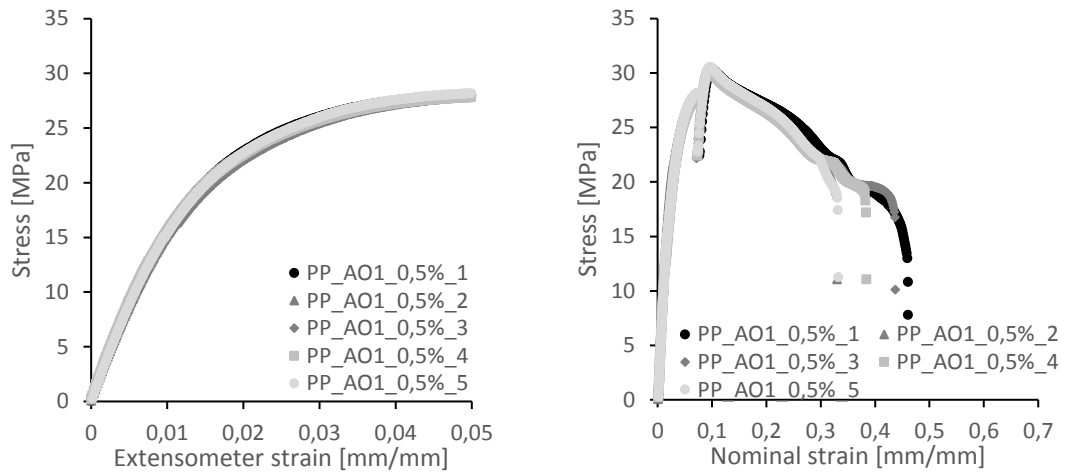 35
30
25
20
15
10
5
0
Stress [MPa]
PP_AO1_0,5%_1
PP_AO1_0,5%_2
PP_AO1_0,5%_3
PP_AO1_0,5%_4
PP_AO1_0,5%_5
0 0,01 0,02 0,03 0,04 0,05
Extensometer strain [mm/mm]
35
30
25
20
15
10
5
0
Stress [MPa]
PP_AO1_0,5%_1 PP_AO1_0,5%_2
PP_AO1_0,5%_3 PP_AO1_0,5%_4
PP_AO1_0,5%_5
0 0,1 0,2 0,3 0,4 0,5 0,6 0,7
Nominal strain [mm/mm]